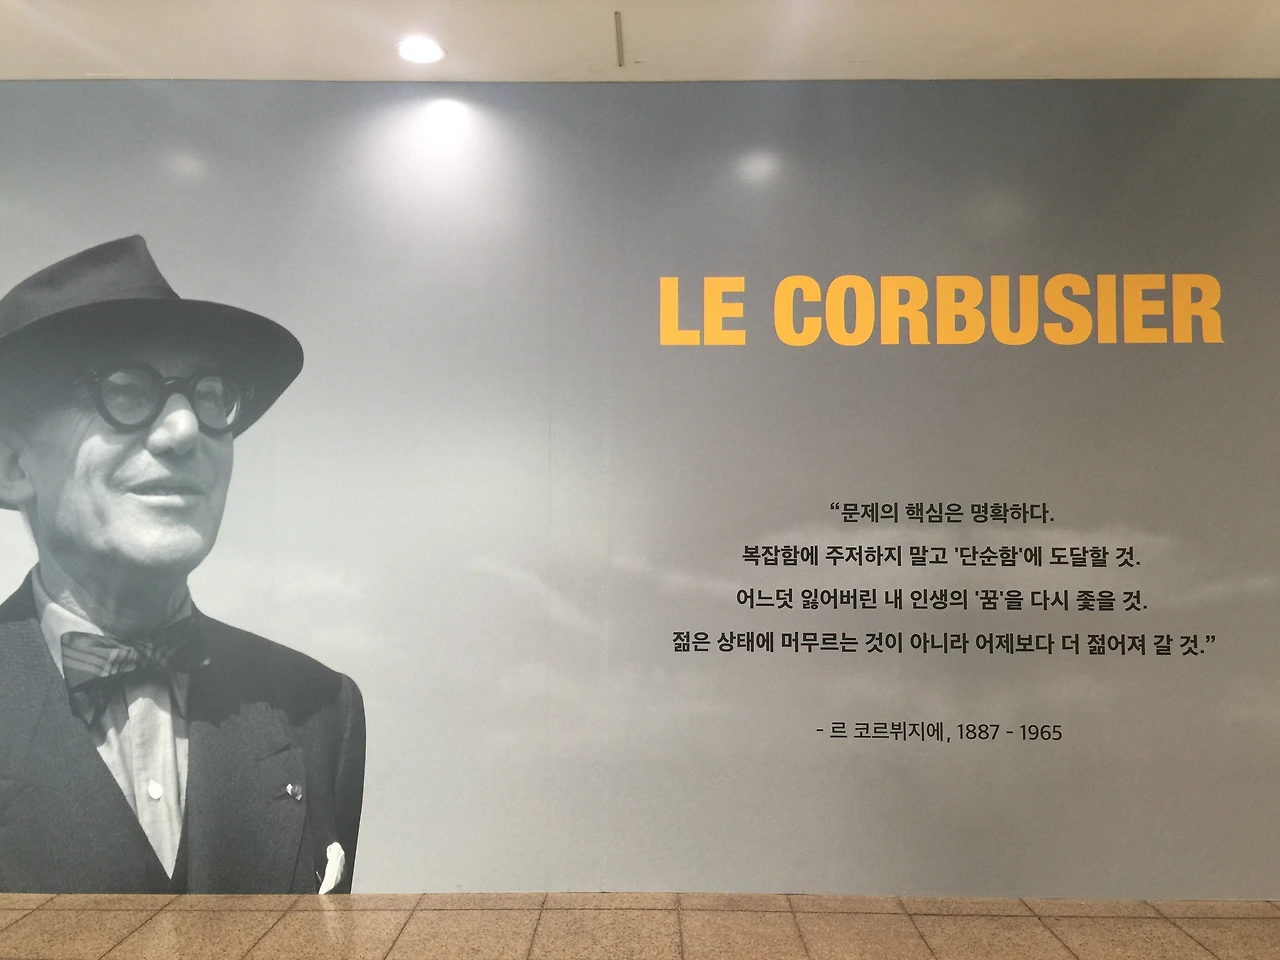 LE CORBUSIER
“문제의 핵심은 명확하다.
복잡함에 주저하지 말고 '단순함'에 도달할 것.
어느덧 잃어버린 내 인생의 '꿈'을 다시 좇을 것.
젊은 상태에 머무르는 것이 아니라 어제보다 더 젊어져 갈 것.”
- 르 코르뷔지에, 1887 - 1965